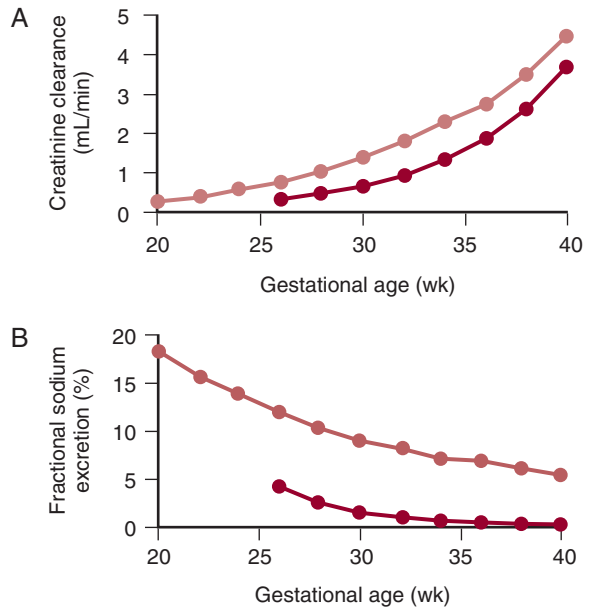 A
Creatinine clearance
(mL/min)
5
4
3
2
1
0
20
25
30
35
40
Gestational age (wk)
B
Fractional sodium
excretion (%)
20
15
10
5
0
20
25
30
35
40
Gestational age (wk)